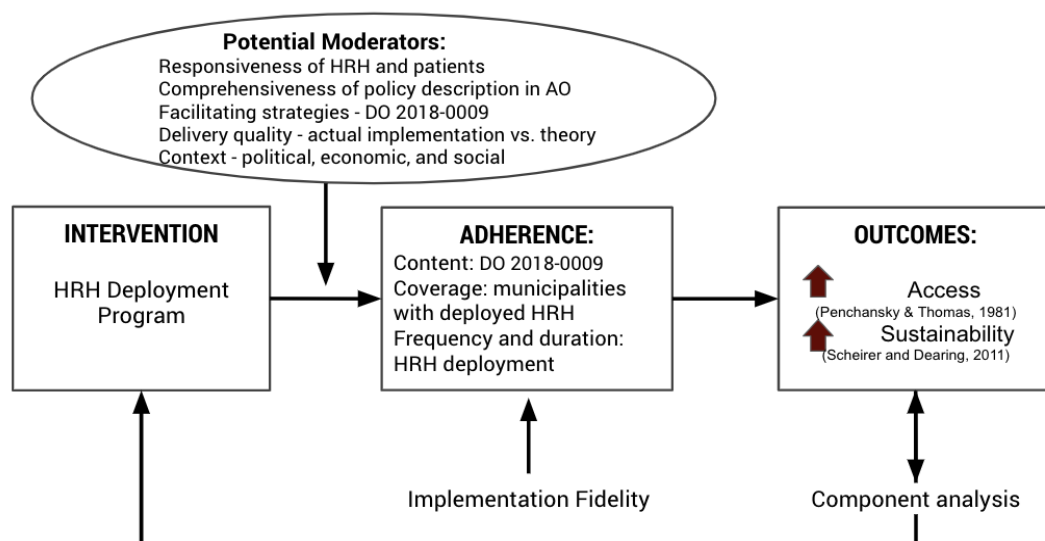 Potential Moderators:
Responsiveness of HRH and patients
Comprehensiveness of policy description in AO
Facilitating strategies - DO 2018-0009
Delivery quality - actual implementation vs. theory
Context - political, economic, and social
INTERVENTION
HRH Deployment
Program
ADHERENCE:
Content: DO 2018-0009
Coverage: municipalities
with deployed HRH
Frequency and duration:
HRH deployment
OUTCOMES:
Access
(Penchansky & Thomas, 1981)
Sustainability
(Scheirer and Dearing, 2011)
Implementation Fidelity
Component analysis